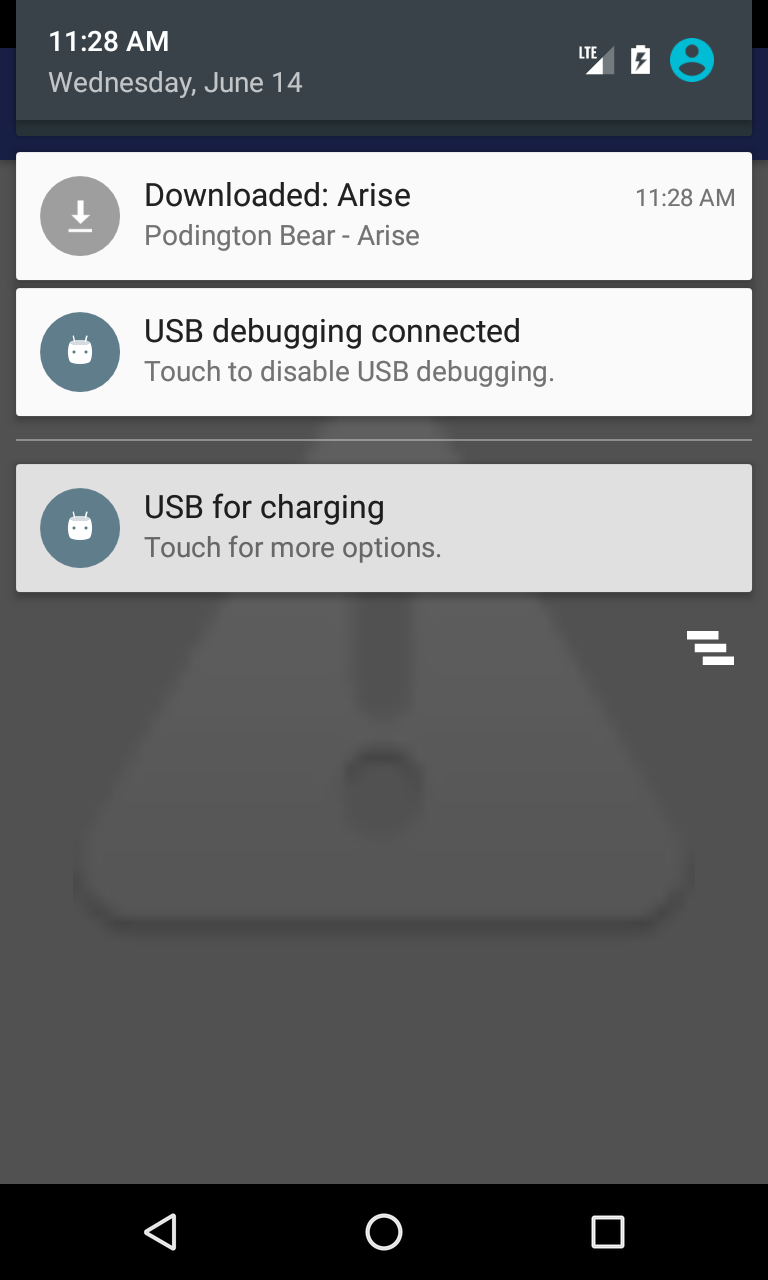 11:28 AM
Wednesday, June 14
LTE
Downloaded: Arise
11:28 AM
Podington Bear - Arise
USB debugging connected
Touch to disable USB debugging.
USB for charging
Touch for more options.